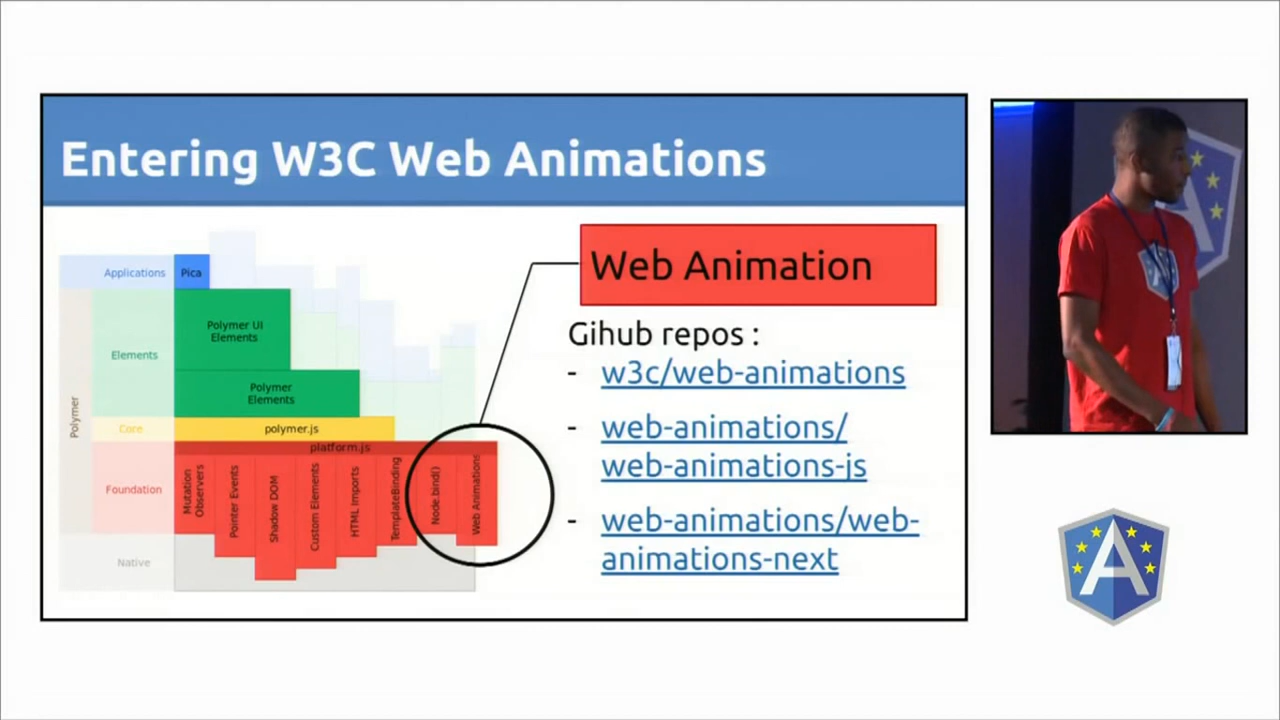 Entering W3C Web Animations
Applications
Pica
Polymer UI
Elements
Elements
Polymer
Elements
Polymer
Core
polymer.js
platform.js
Foundation
Mutation
Observers
Pointer Events
Shadow DOM
Custom Elements
HTML Imports
TemplateBinding
Node.bind()
Web Animations
Native
Web Animation
Gihub repos :
- w3c/web-animations
- web-animations/
web-animations-js
- web-animations/web-
animations-next
A